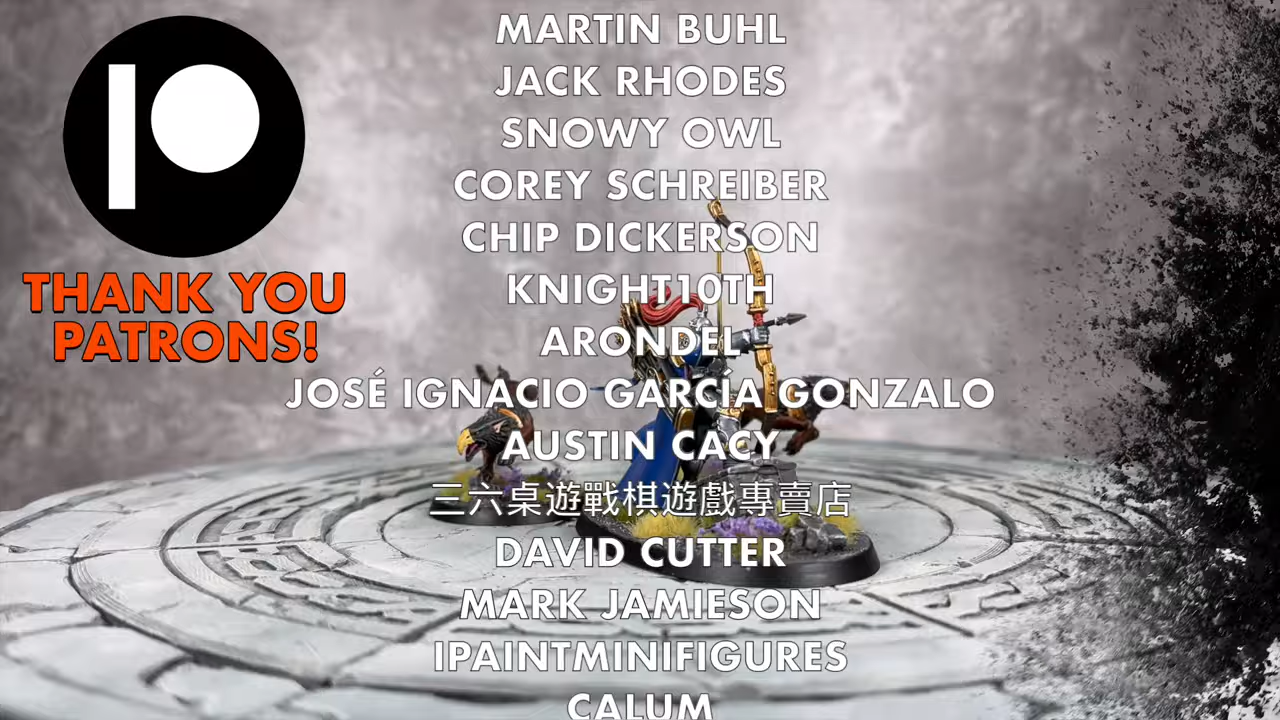 THANK YOU
PATRONS!
MARTIN BUHL
JACK RHODES
SNOWY OWL
COREY SCHREIBER
CHIP DICKERSON
KNIGHT10TH
ARONDEL
JOSÉ IGNACIO GARCÍA GONZALO
AUSTIN CACY
三六桌遊戰棋遊戲專賣店
DAVID CUTTER
MARK JAMIESON
IPAINTMINIFIGURES
CALUM